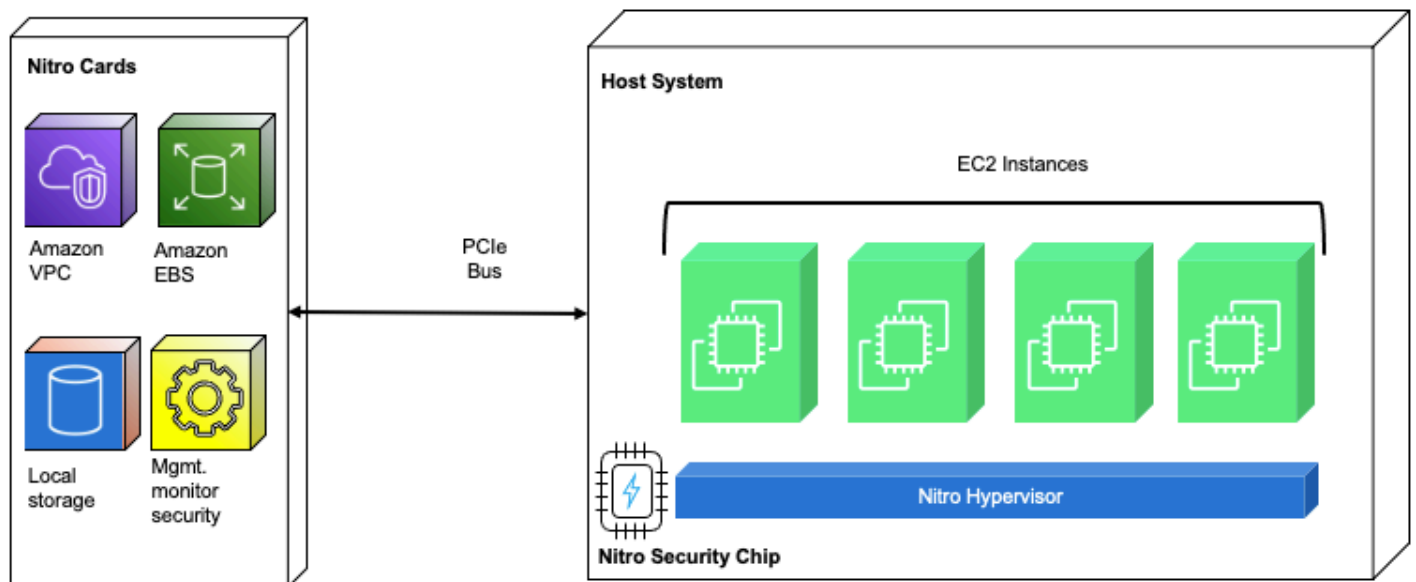 Nitro Cards
Amazon
VPC
Amazon
EBS
Local
storage
Mgmt.
monitor
security
PCIe
Bus
Host System
EC2 Instances
Nitro Hypervisor
Nitro Security Chip